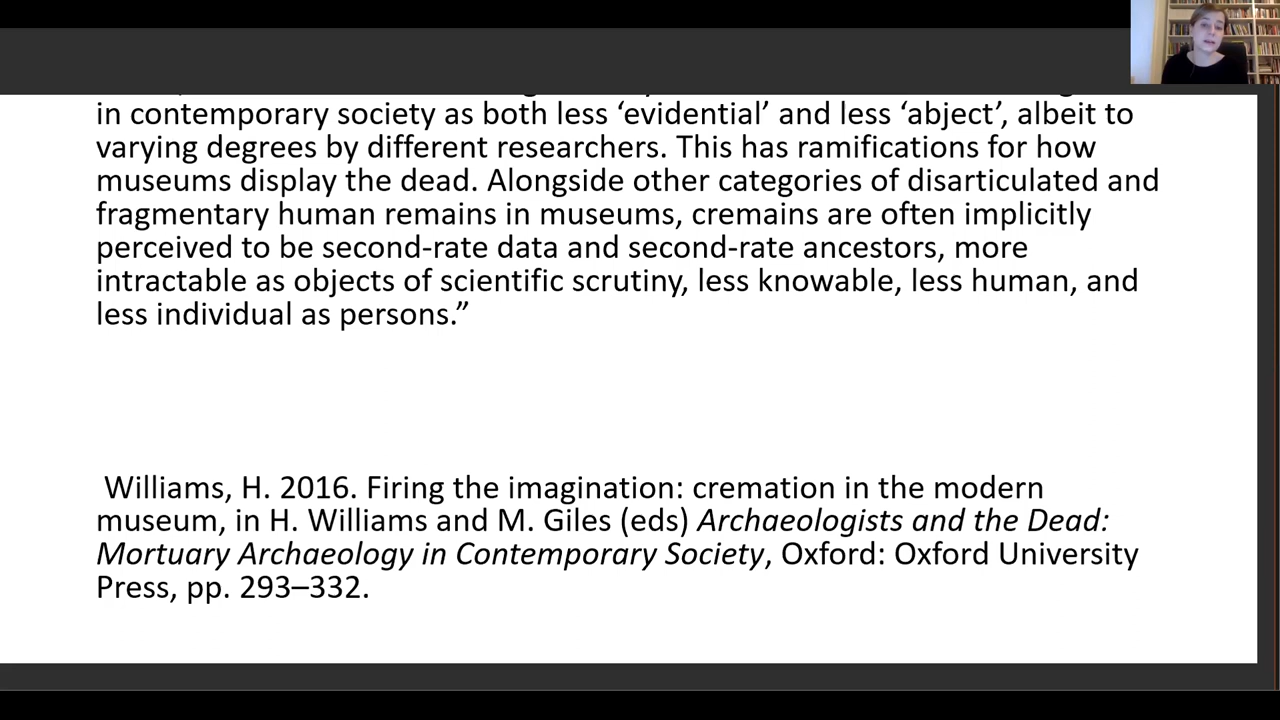 in contemporary society as both less ‘evidential’ and less ‘abject’, albeit to
varying degrees by different researchers. This has ramifications for how
museums display the dead. Alongside other categories of disarticulated and
fragmentary human remains in museums, cremains are often implicitly
perceived to be second-rate data and second-rate ancestors, more
intractable as objects of scientific scrutiny, less knowable, less human, and
less individual as persons.”
Williams, H. 2016. Firing the imagination: cremation in the modern
museum, in H. Williams and M. Giles (eds) Archaeologists and the Dead:
Mortuary Archaeology in Contemporary Society, Oxford: Oxford University
Press, pp. 293–332.